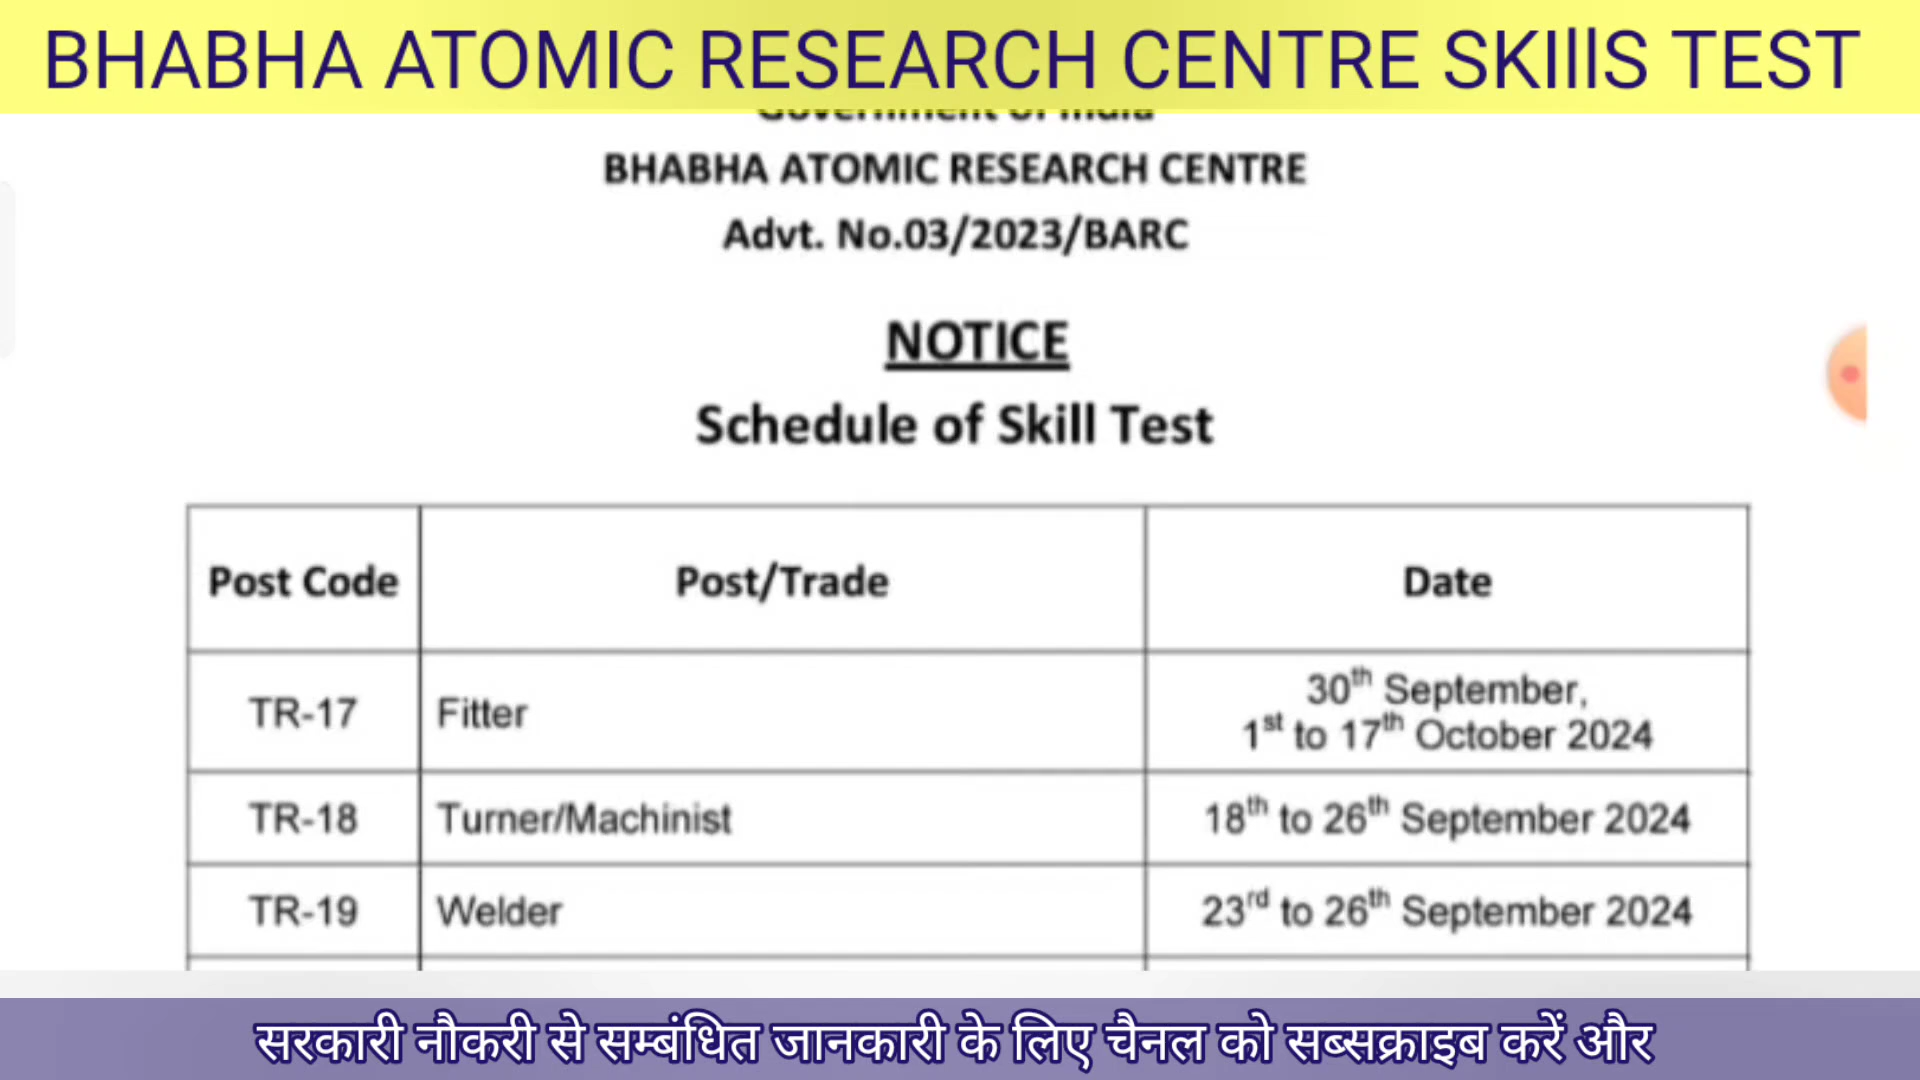 BHABHA ATOMIC RESEARCH CENTRE SKIllS TEST
Government of India
BHABHA ATOMIC RESEARCH CENTRE
Advt. No.03/2023/BARC
NOTICE
Schedule of Skill Test
Post Code Post/Trade Date
TR-17 Fitter 30th September,
1st to 17th October 2024
TR-18 Turner/Machinist 18th to 26th September 2024
TR-19 Welder 23rd to 26th September 2024
सरकारी नौकरी से सम्बंधित जानकारी के लिए चैनल को सब्सक्राइब करें और